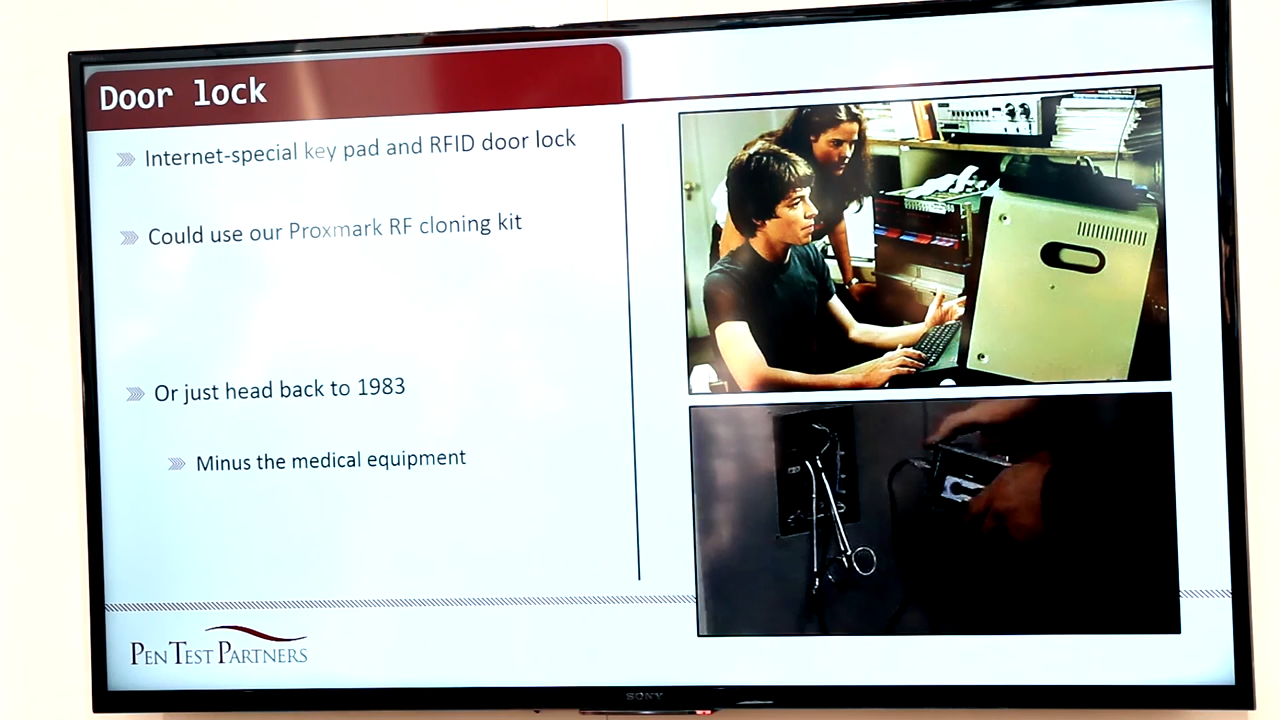 Door lock
Internet-special key pad and RFID door lock
Could use our Proxmark RF cloning kit
Or just head back to 1983
Minus the medical equipment
PEN TEST PARTNERS
SONY